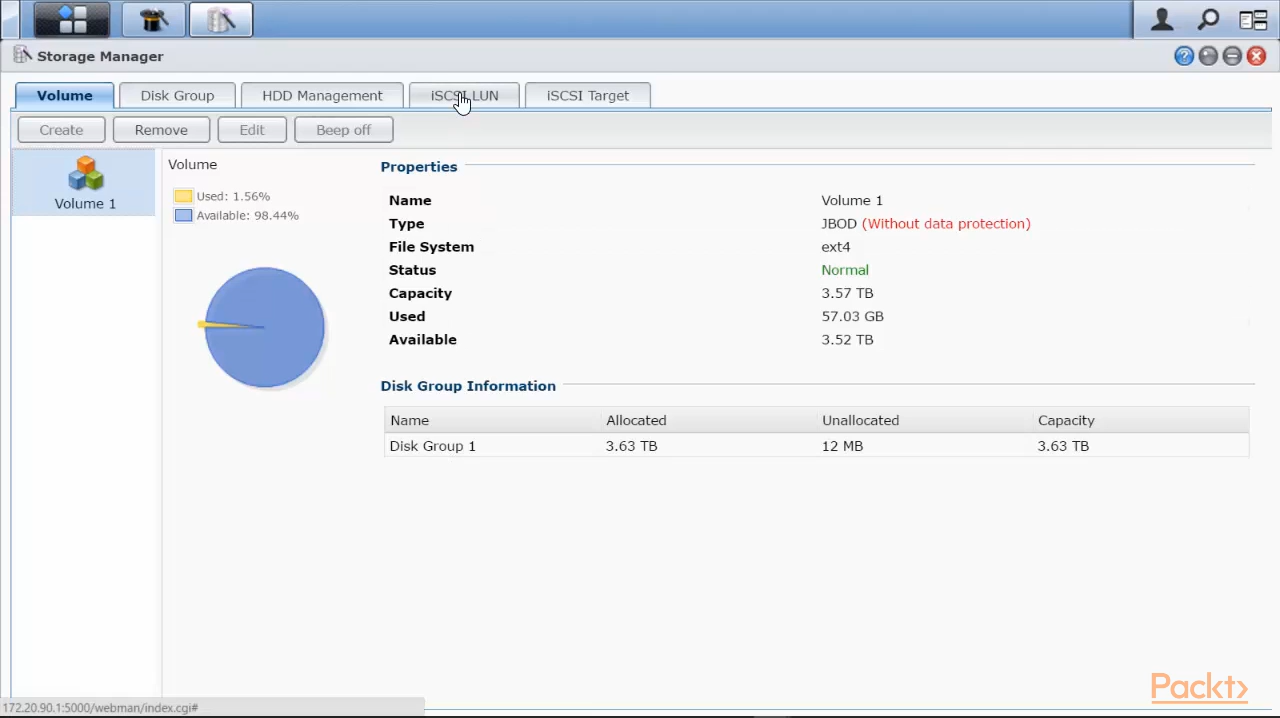 Storage Manager
Volume Disk Group HDD Management iSCSI LUN iSCSI Target
Create Remove Edit Beep off
Volume 1
Volume
Used: 1.56%
Available: 98.44%
Properties
Name Volume 1
Type JBOD (Without data protection)
File System ext4
Status Normal
Capacity 3.57 TB
Used 57.03 GB
Available 3.52 TB
Disk Group Information
Name Allocated Unallocated Capacity
Disk Group 1 3.63 TB 12 MB 3.63 TB
Packt>
172.20.90.1:5000/webman/index.cgi#